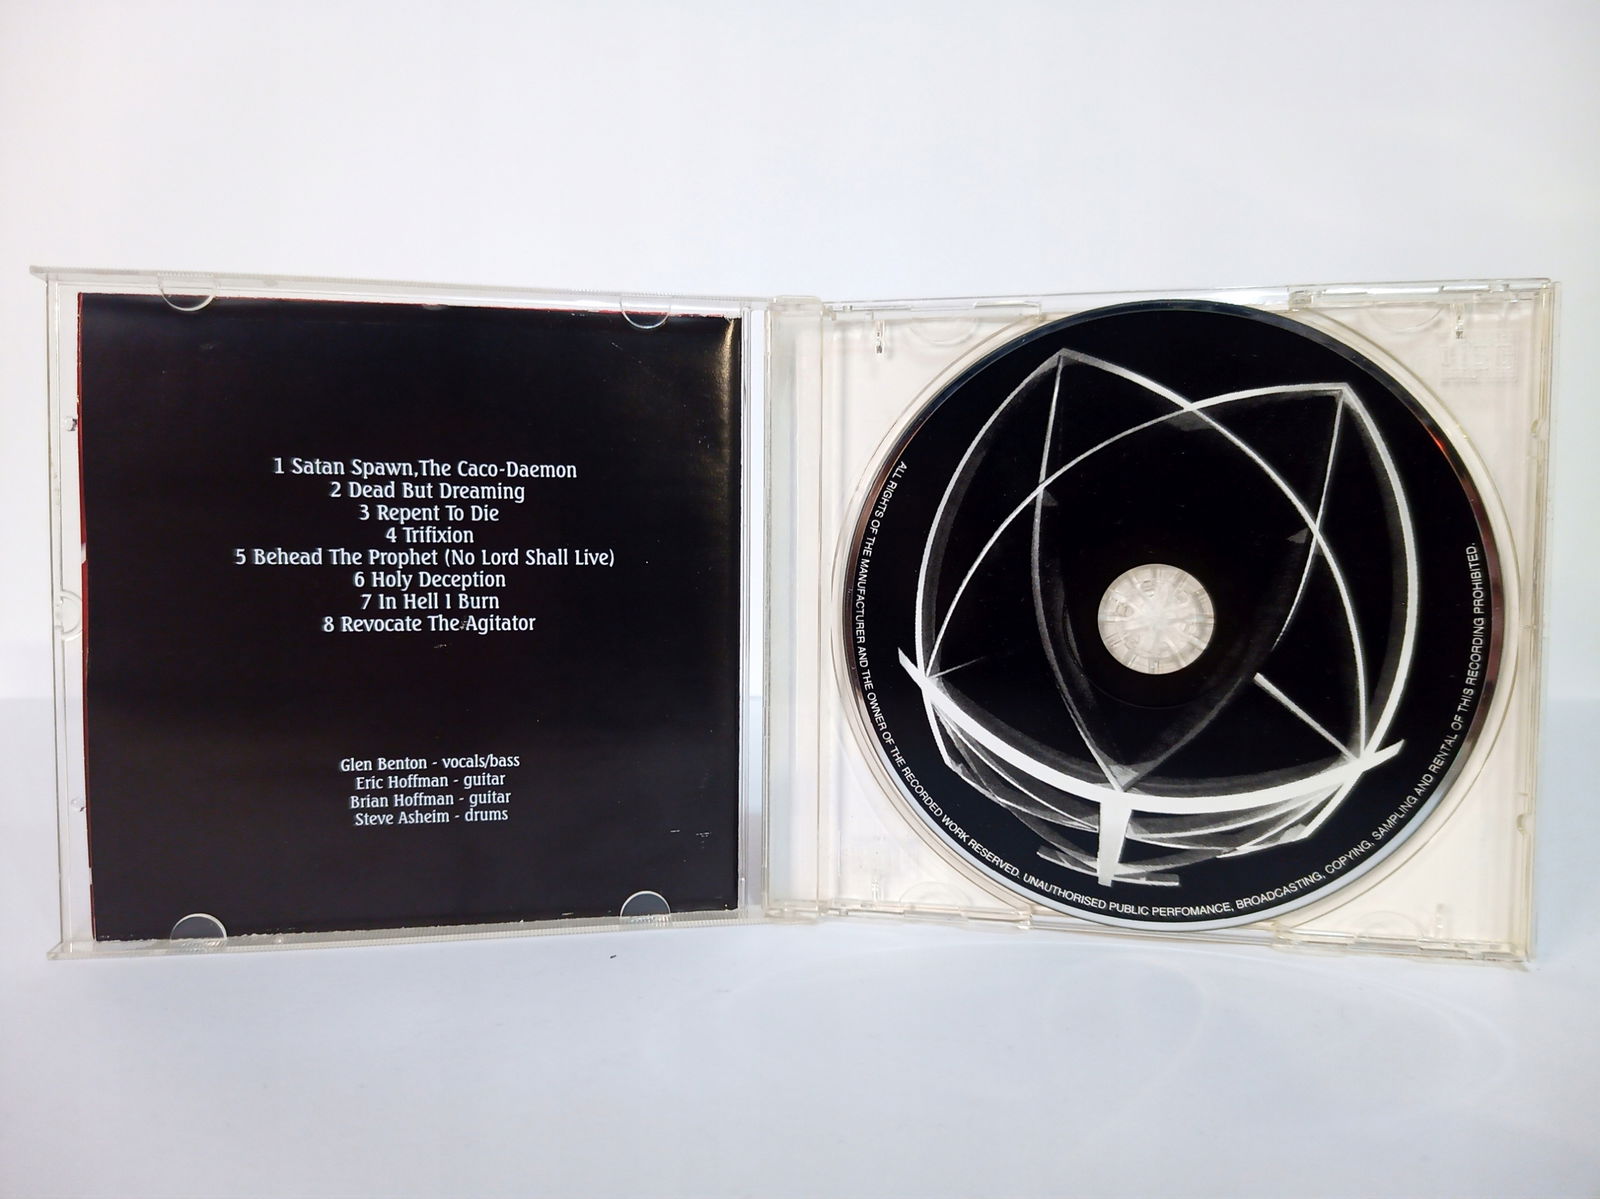 1 Satan Spawn,The Caco-Daemon
2 Dead But Dreaming
3 Repent To Die
4 Trifixion
5 Behead The Prophet (No Lord Shall Live)
6 Holy Deception
7 In Hell I Burn
8 Revocate The Agitator
Glen Benton - vocals/bass
Eric Hoffman - guitar
Brian Hoffman - guitar
Steve Asheim - drums
ALL RIGHTS OF THE MANUFACTURER AND THE OWNER OF THE RECORDED WORK RESERVED. UNAUTHORISED PUBLIC PERFOMANCE, BROADCASTING, COPYING, SAMPLING AND RENTAL OF THIS RECORDING PROHIBITED.